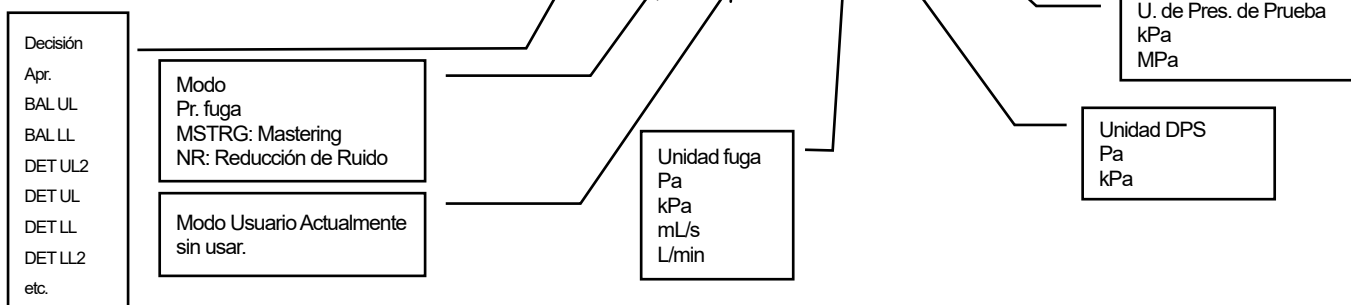 Decisión
Apr.
BAL UL
BAL LL
DET UL2
DET UL
DET LL
DET LL2
etc.
Modo
Pr. fuga
MSTRG: Mastering
NR: Reducción de Ruido
Modo Usuario Actualmente
sin usar.
Unidad fuga
Pa
kPa
mL/s
L/min
U. de Pres. de Prueba
kPa
MPa
Unidad DPS
Pa
kPa